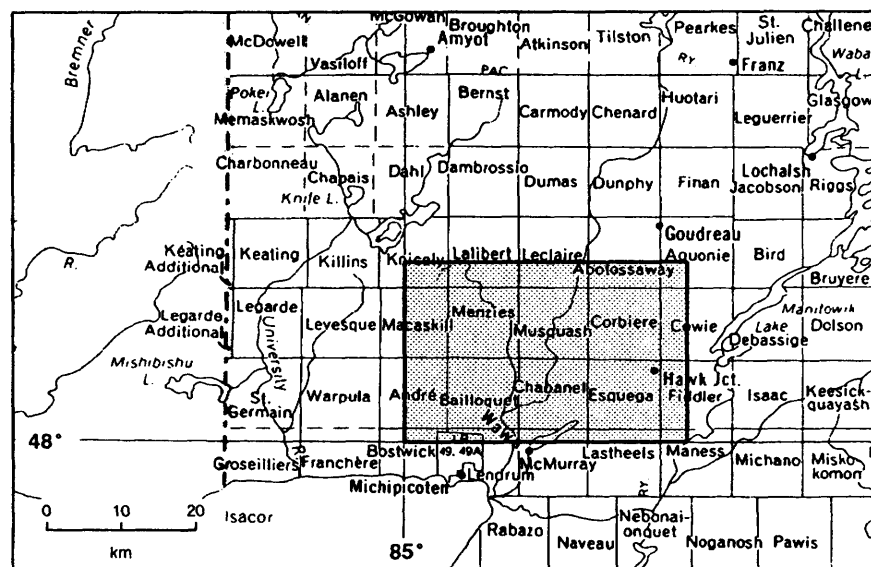 McGowan
Broughton
Amyot
Atkinson
Tilston
Pearkes
St.
Julien
Challener
McDowell
Vasiloff
PAC
RY
Franz
Waba
L.
Bremner
Poker
L.
Alanen
Memaskwosh
Ashley
Bernst
Carmody
Chenard
Huotari
Leguerrier
Glasgow
Charbonneau
Chapais
Knife L.
Dahl
Dambrossio
Dumas
Dunphy
Finan
Lochalsh
Jacobson
Riggs
R.
Keating
Additional
Keating
Killins
Knicely
Lalibert
Leclaire
Goudreau
Abotossaway
Aguonie
Bird
Bruyere
Legarde
Additional
Legarde
University
Levesque
Macaskill
Menzies
Musquash
Corbiere
Cowie
Manitowik
Lake
Debassige
Dolson
Mishibishu
L.
St.
Germain
Warpula
André
Bailloquet
Chabanel
Esquega
Hawk Jct.
Fiddler
Isaac
Keesick-
quayash
48°
R.
Groseilliers
Franchère
Bostwick
49, 49A
Lendrum
Michipicoten
McMurray
Lastheels
Maness
Michano
Misko-
komon
RY
Isacor
0 10 20
km
85°
Rabazo
Naveau
Nebonai-
onquet
Noganosh
Pawis